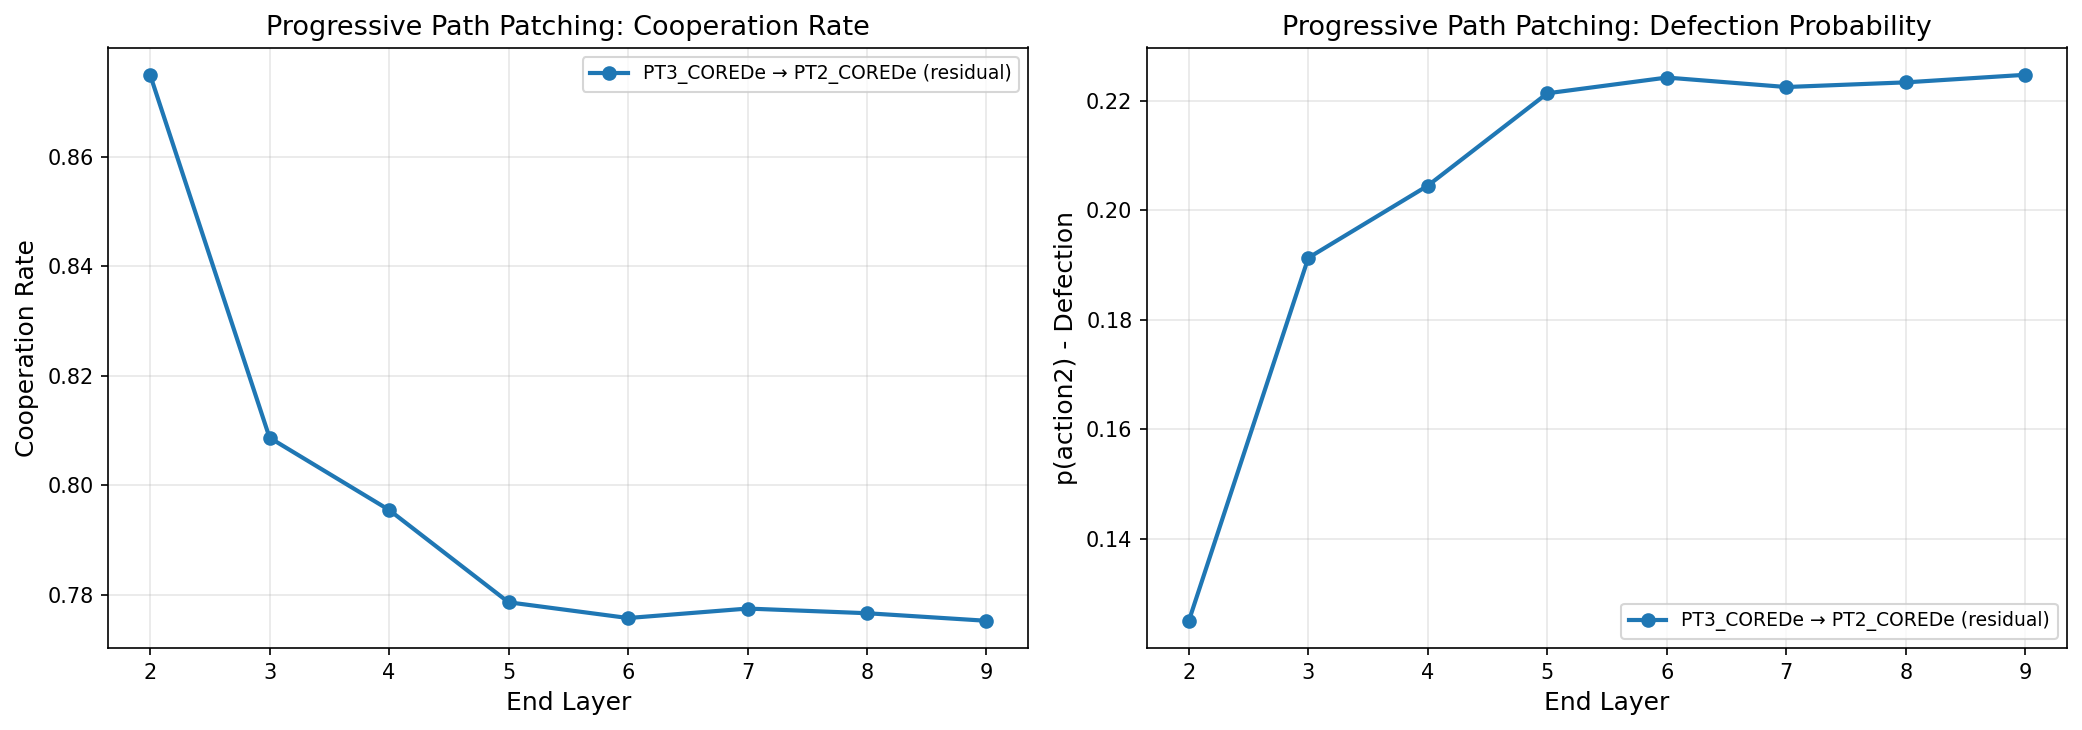 Progressive Path Patching: Cooperation Rate
PT3_COREDe → PT2_COREDe (residual)
Cooperation Rate
0.86
0.84
0.82
0.80
0.78
2 3 4 5 6 7 8 9
End Layer
Progressive Path Patching: Defection Probability
p(action2) - Defection
0.22
0.20
0.18
0.16
0.14
PT3_COREDe → PT2_COREDe (residual)
2 3 4 5 6 7 8 9
End Layer